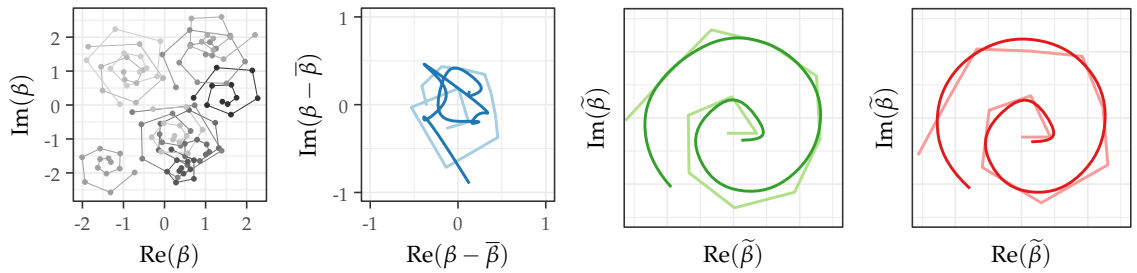 2
1
0
-1
-2
-2 -1 0 1 2
Re(β)
Im(β)
1
0
-1
-1 0 1
Re(β − β̅)
Im(β − β̅)
Re(β̃)
Im(β̃)
Re(β̃)
Im(β̃)